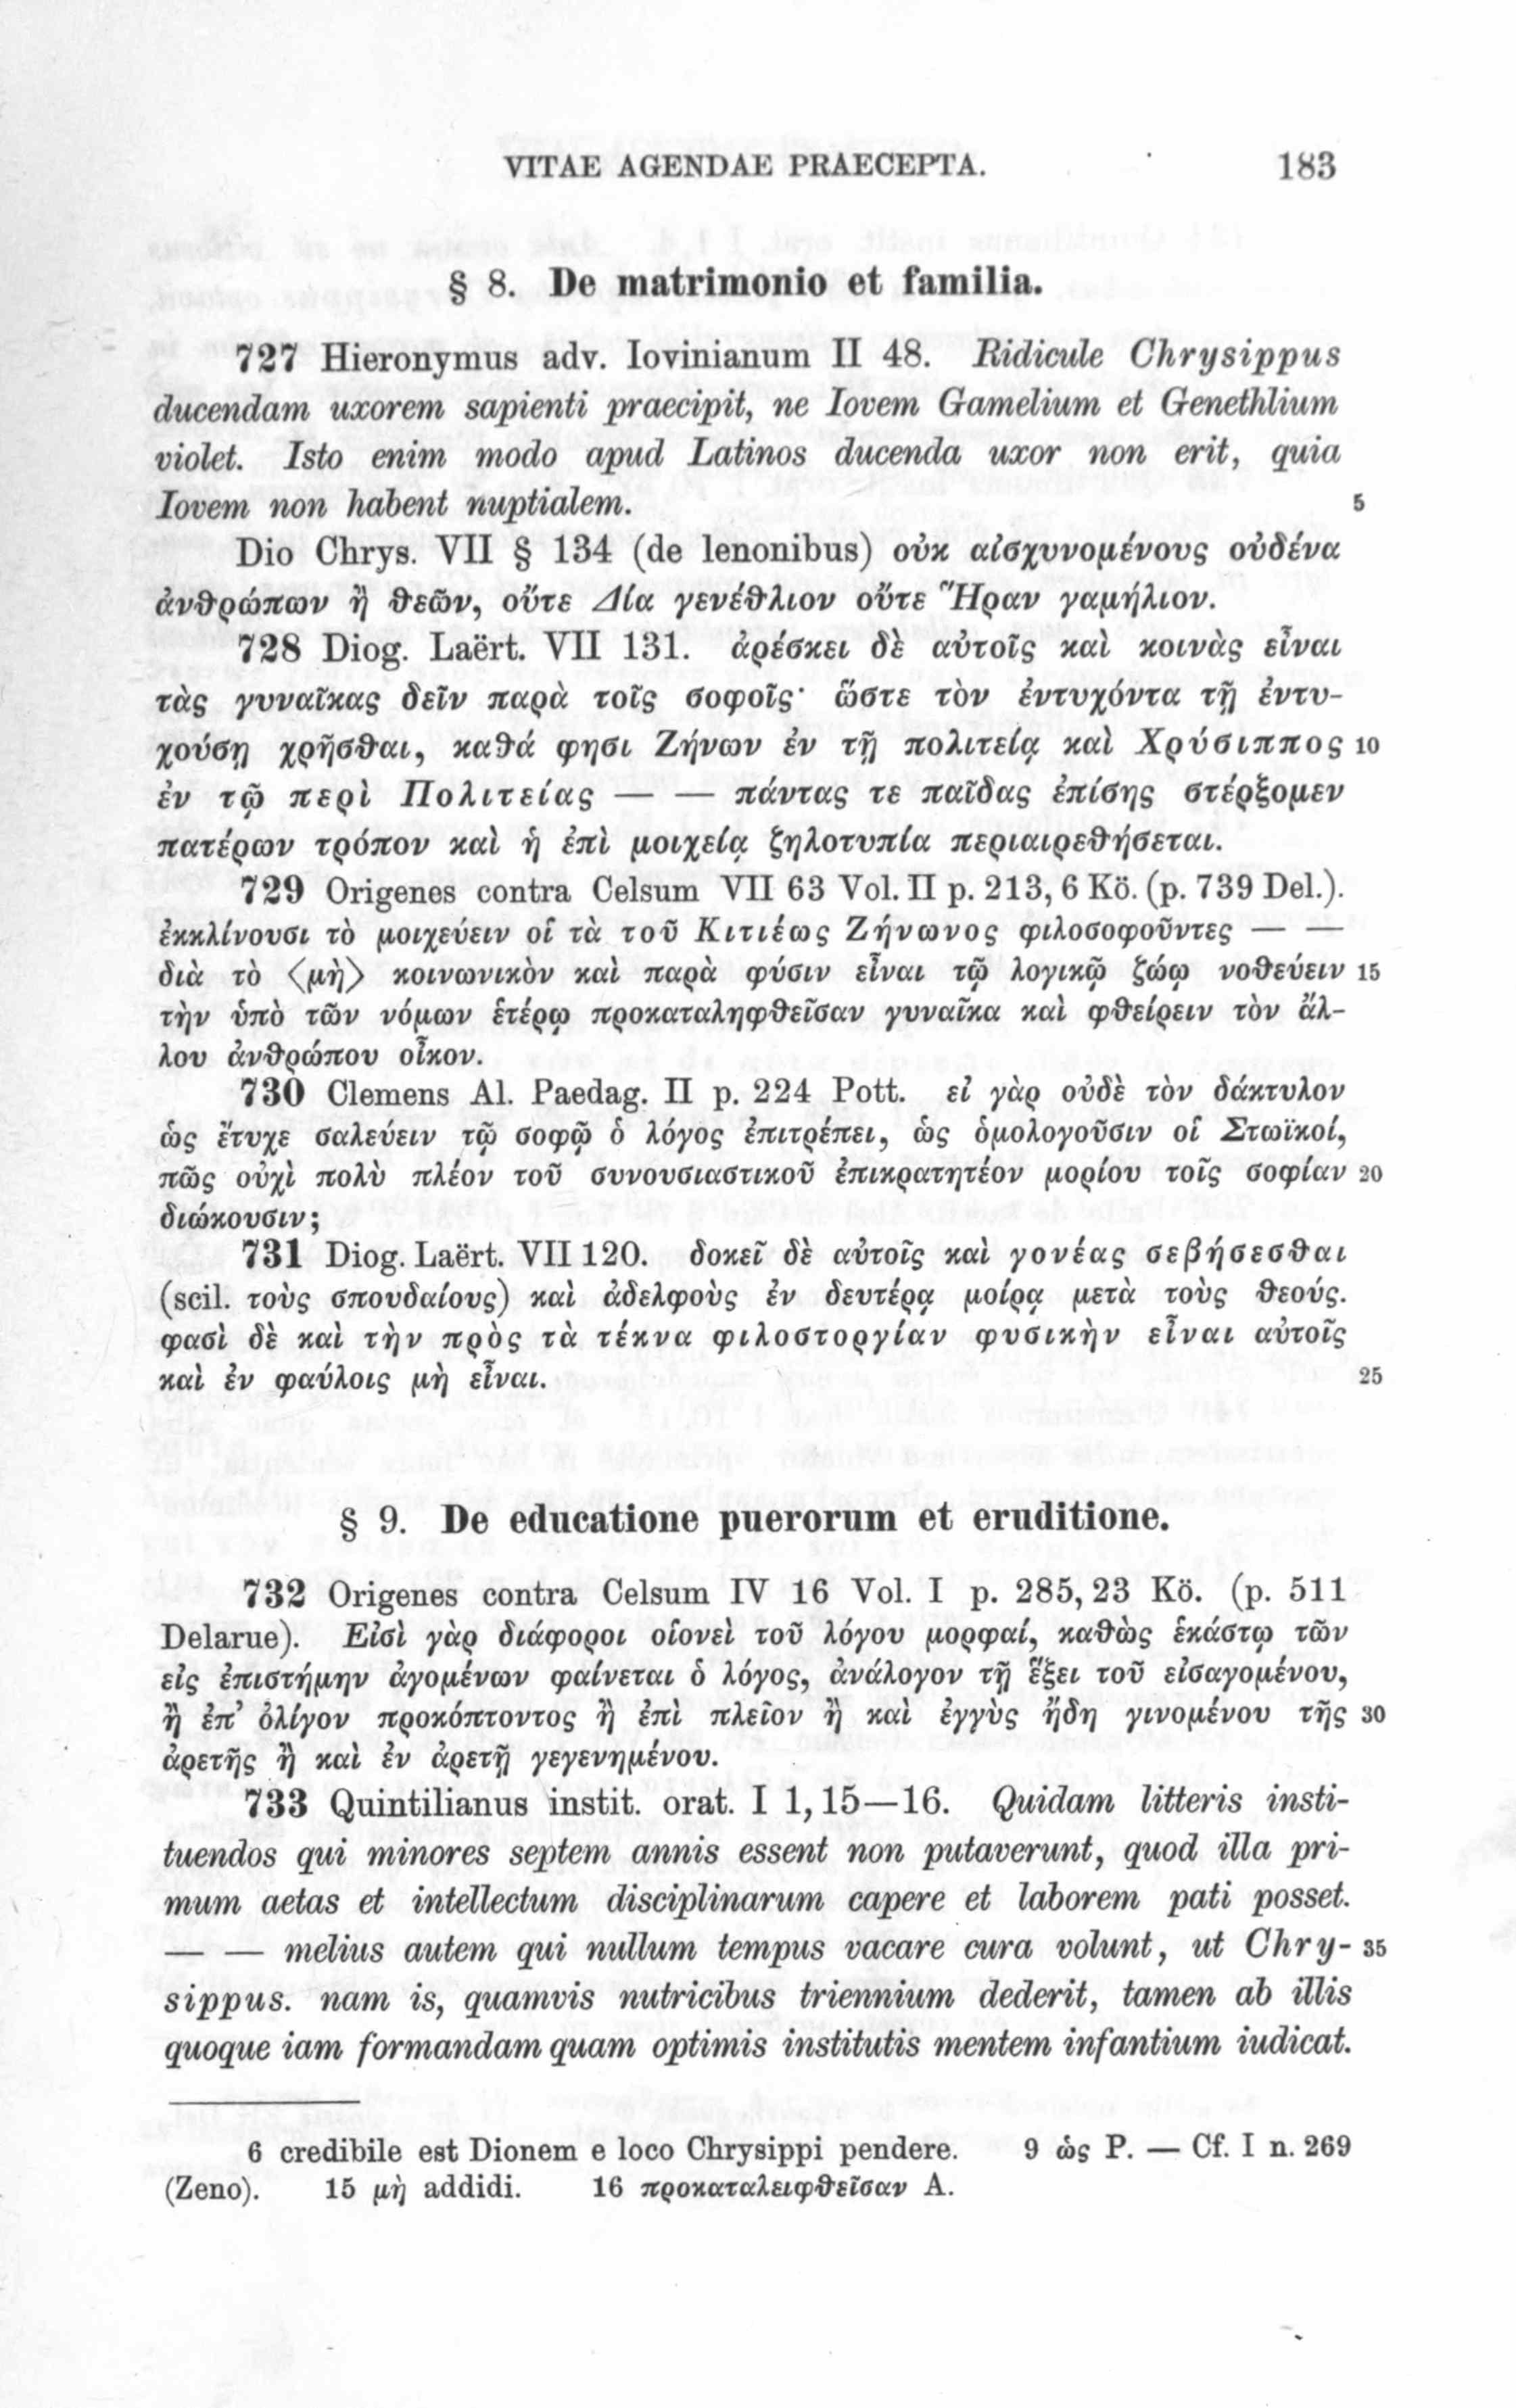 VITAE AGENDAE PRAECEPTA. 183
§ 8. De matrimonio et familia.
727 Hieronymus adv. Iovinianum II 48. Ridicule Chrysippus
ducendam uxorem sapienti praecipit, ne Iovem Gamelium et Genethlium
violet. Isto enim modo apud Latinos ducenda uxor non erit, quia
Iovem non habent nuptialem. 5
Dio Chrys. VII § 134 (de lenonibus) οὐκ αἰσχυνομένους οὐδένα
ἀνθρώπων ἢ θεῶν, οὔτε Δία γενέθλιον οὔτε Ἥραν γαμήλιον.
728 Diog. Laërt. VII 131. ἀρέσκει δὲ αὐτοῖς καὶ κοινὰς εἶναι
τὰς γυναῖκας δεῖν παρὰ τοῖς σοφοῖς· ὥστε τὸν ἐντυχόντα τῇ ἐντυ-
χούσῃ χρῆσθαι, καθά φησι Ζήνων ἐν τῇ πολιτείᾳ καὶ Χρύσιππος 10
ἐν τῷ περὶ Πολιτείας — — πάντας τε παῖδας ἐπίσης στέρξομεν
πατέρων τρόπον καὶ ἡ ἐπὶ μοιχείᾳ ζηλοτυπία περιαιρεθήσεται.
729 Origenes contra Celsum VII 63 Vol. II p. 213, 6 Kö. (p. 739 Del.).
ἐκκλίνουσι τὸ μοιχεύειν οἱ τὰ τοῦ Κιτιέως Ζήνωνος φιλοσοφοῦντες — —
διὰ τὸ ⟨μὴ⟩ κοινωνικὸν καὶ παρὰ φύσιν εἶναι τῷ λογικῷ ζώῳ νοθεύειν 15
τὴν ὑπὸ τῶν νόμων ἑτέρῳ προκαταληφθεῖσαν γυναῖκα καὶ φθείρειν τὸν ἄλ-
λου ἀνθρώπου οἶκον.
730 Clemens Al. Paedag. II p. 224 Pott. εἰ γὰρ οὐδὲ τὸν δάκτυλον
ὡς ἔτυχε σαλεύειν τῷ σοφῷ ὁ λόγος ἐπιτρέπει, ὡς ὁμολογοῦσιν οἱ Στωϊκοί,
πῶς οὐχὶ πολὺ πλέον τοῦ συνουσιαστικοῦ ἐπικρατητέον μορίου τοῖς σοφίαν 20
διώκουσιν;
731 Diog. Laërt. VII 120. δοκεῖ δὲ αὐτοῖς καὶ γονέας σεβήσεσθαι
(scil. τοὺς σπουδαίους) καὶ ἀδελφοὺς ἐν δευτέρᾳ μοίρᾳ μετὰ τοὺς θεούς.
φασὶ δὲ καὶ τὴν πρὸς τὰ τέκνα φιλοστοργίαν φυσικὴν εἶναι αὐτοῖς
καὶ ἐν φαύλοις μὴ εἶναι. 25
§ 9. De educatione puerorum et eruditione.
732 Origenes contra Celsum IV 16 Vol. I p. 285, 23 Kö. (p. 511
Delarue). Εἰσὶ γὰρ διάφοροι οἱονεὶ τοῦ λόγου μορφαί, καθὼς ἑκάστῳ τῶν
εἰς ἐπιστήμην ἀγομένων φαίνεται ὁ λόγος, ἀνάλογον τῇ ἕξει τοῦ εἰσαγομένου,
ἢ ἐπ' ὀλίγον προκόπτοντος ἢ ἐπὶ πλεῖον ἢ καὶ ἐγγὺς ἤδη γινομένου τῆς 30
ἀρετῆς ἢ καὶ ἐν ἀρετῇ γεγενημένου.
733 Quintilianus instit. orat. I 1, 15—16. Quidam litteris insti-
tuendos qui minores septem annis essent non putaverunt, quod illa pri-
mum aetas et intellectum disciplinarum capere et laborem pati posset.
— — melius autem qui nullum tempus vacare cura volunt, ut Chry- 35
sippus. nam is, quamvis nutricibus triennium dederit, tamen ab illis
quoque iam formandam quam optimis institutis mentem infantium iudicat.
6 credibile est Dionem e loco Chrysippi pendere. 9 ὡς P. — Cf. I n. 269
(Zeno). 15 μὴ addidi. 16 προκαταλειφθεῖσαν A.